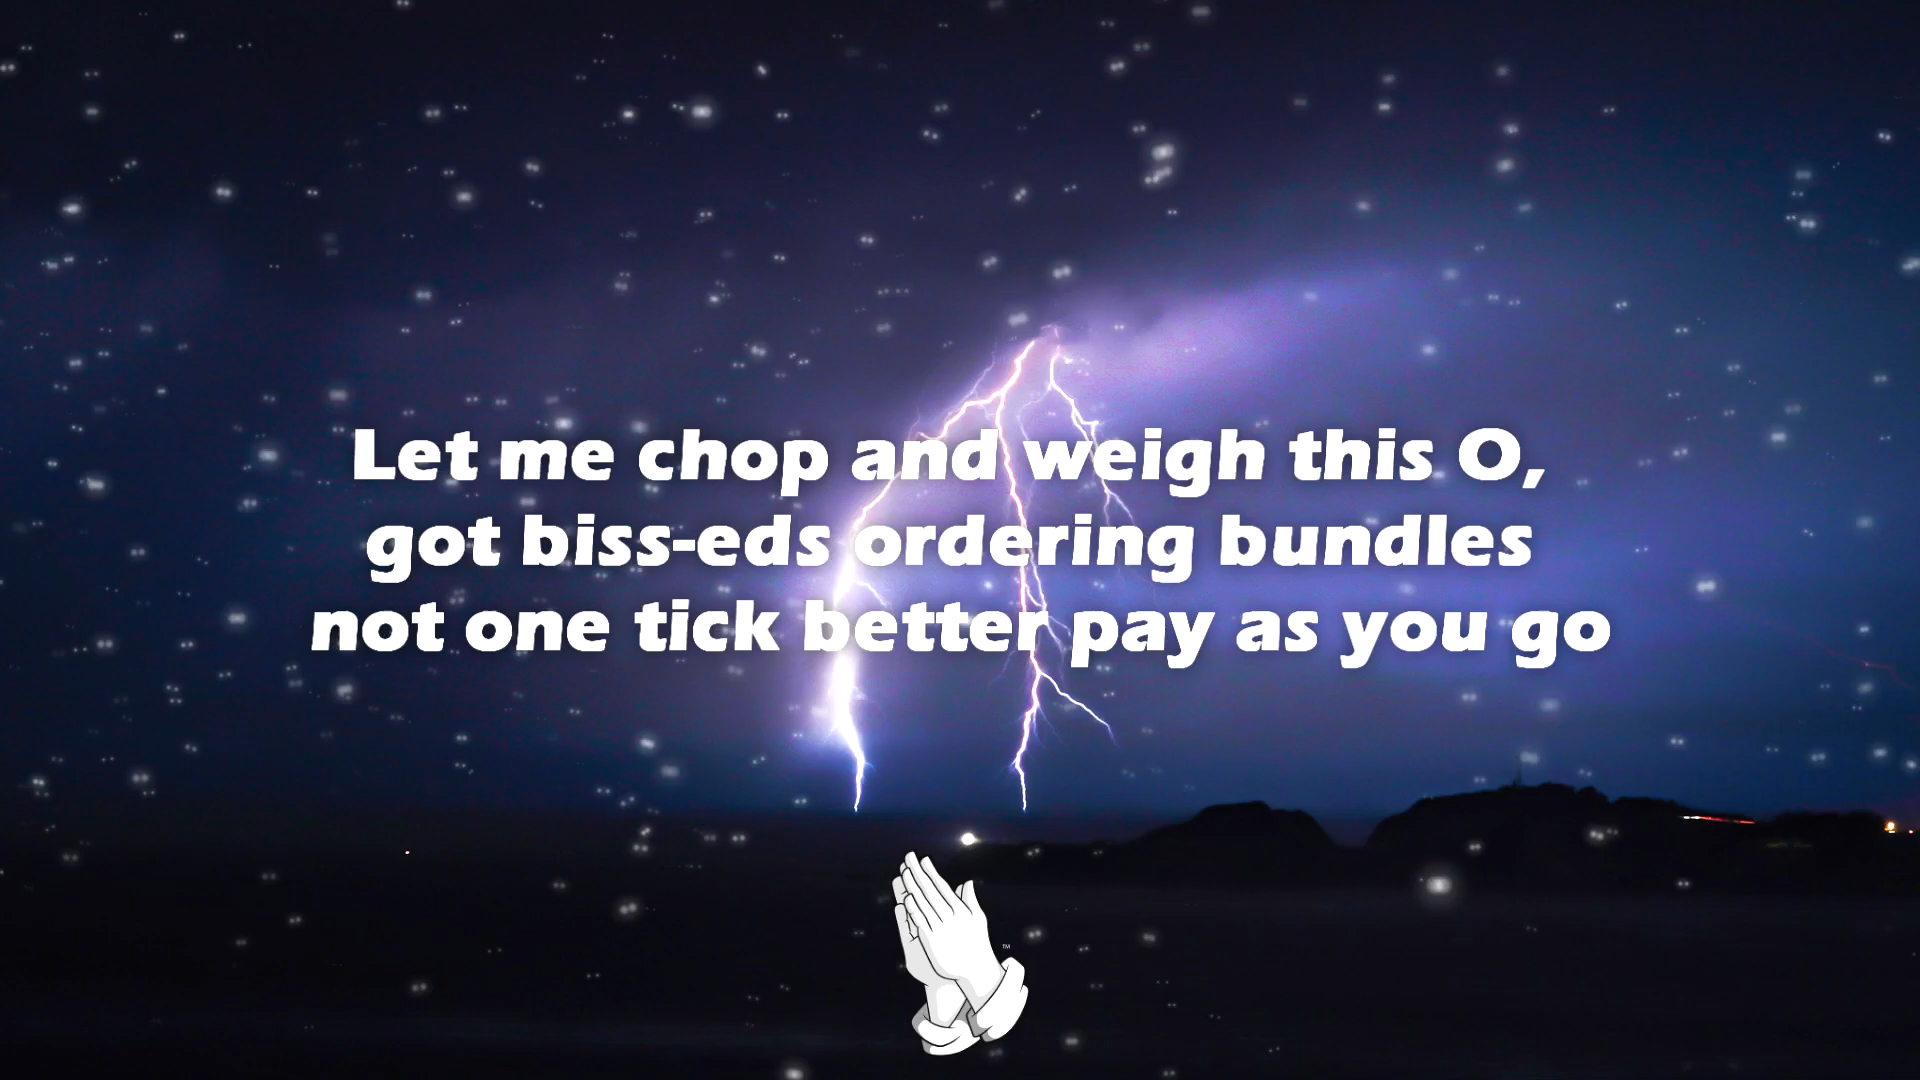 Let me chop and weigh this O,
got biss-eds ordering bundles
not one tick better pay as you go
TM